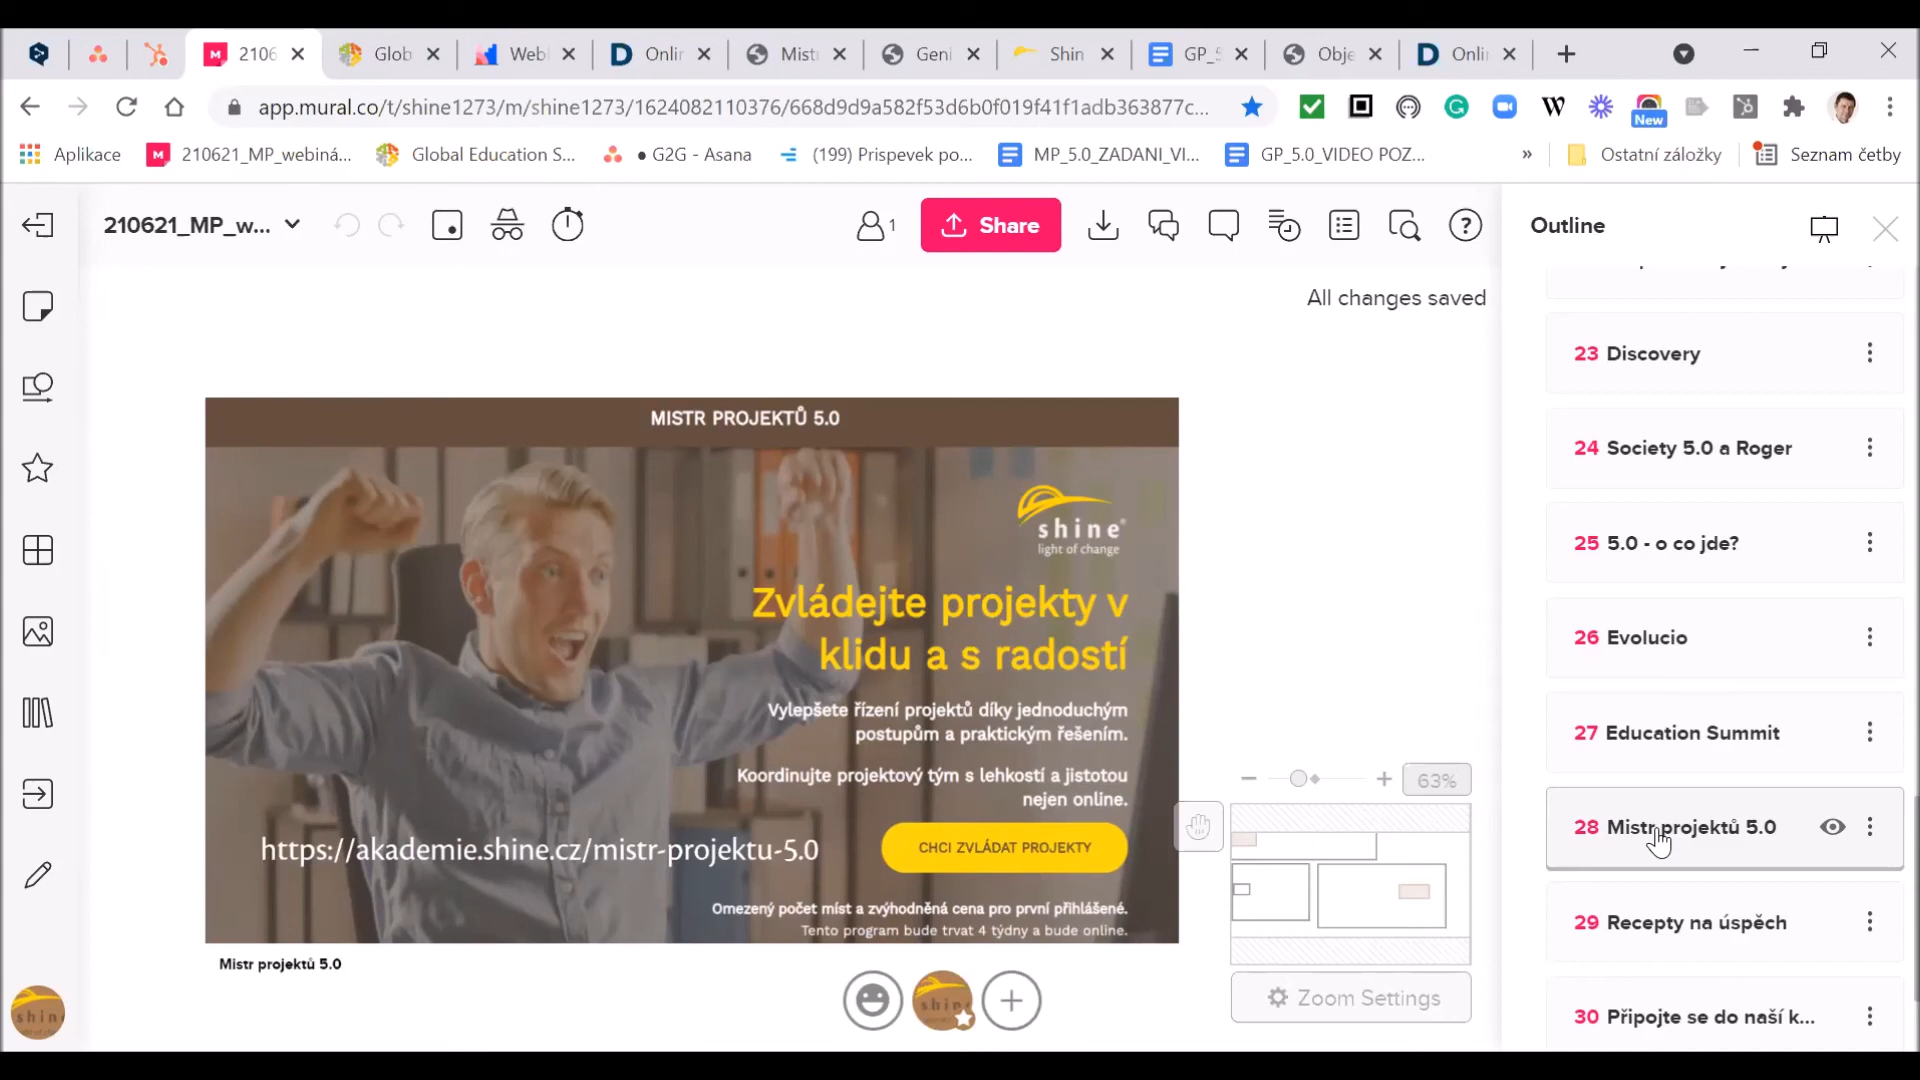 2106
Glob
Webi
Onlin
Mistr
Geni
Shin
GP_5
Obje
Onlin
app.mural.co/t/shine1273/m/shine1273/1624082110376/668d9d9a582f53d6b0f019f41f1adb363877c...
New
Aplikace
210621_MP_webiná...
Global Education S...
● G2G - Asana
(199) Prispevek po...
MP_5.0_ZADANI_VI...
GP_5.0_VIDEO POZ...
»
Ostatní záložky
Seznam četby
210621_MP_w...
1
Share
Outline
All changes saved
23 Discovery
24 Society 5.0 a Roger
25 5.0 - o co jde?
26 Evolucio
27 Education Summit
28 Mistr projektů 5.0
29 Recepty na úspěch
30 Připojte se do naší k...
MISTR PROJEKTŮ 5.0
shine®
light of change
Zvládejte projekty v
klidu a s radostí
Vylepšete řízení projektů díky jednoduchým
postupům a praktickým řešením.
Koordinujte projektový tým s lehkostí a jistotou
nejen online.
https://akademie.shine.cz/mistr-projektu-5.0
CHCI ZVLÁDAT PROJEKTY
Omezený počet míst a zvýhodněná cena pro první přihlášené.
Tento program bude trvat 4 týdny a bude online.
Mistr projektů 5.0
63%
Zoom Settings
shine
shine